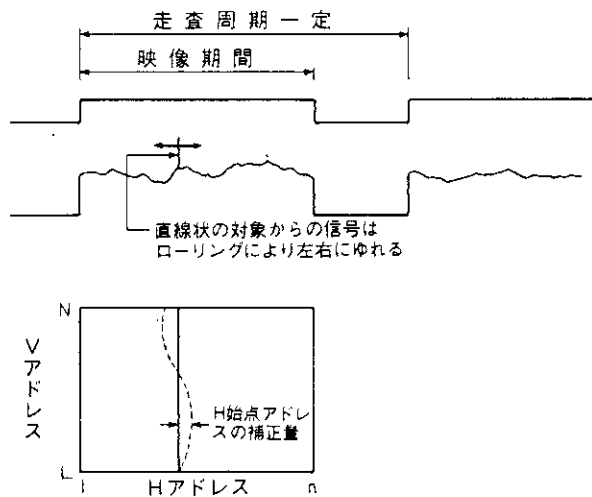 走査周期一定
映像期間
直線状の対象からの信号は
ローリングにより左右にゆれる
N
Vアドレス
H始点アドレ
スの補正量
L
l
Hアドレス
n